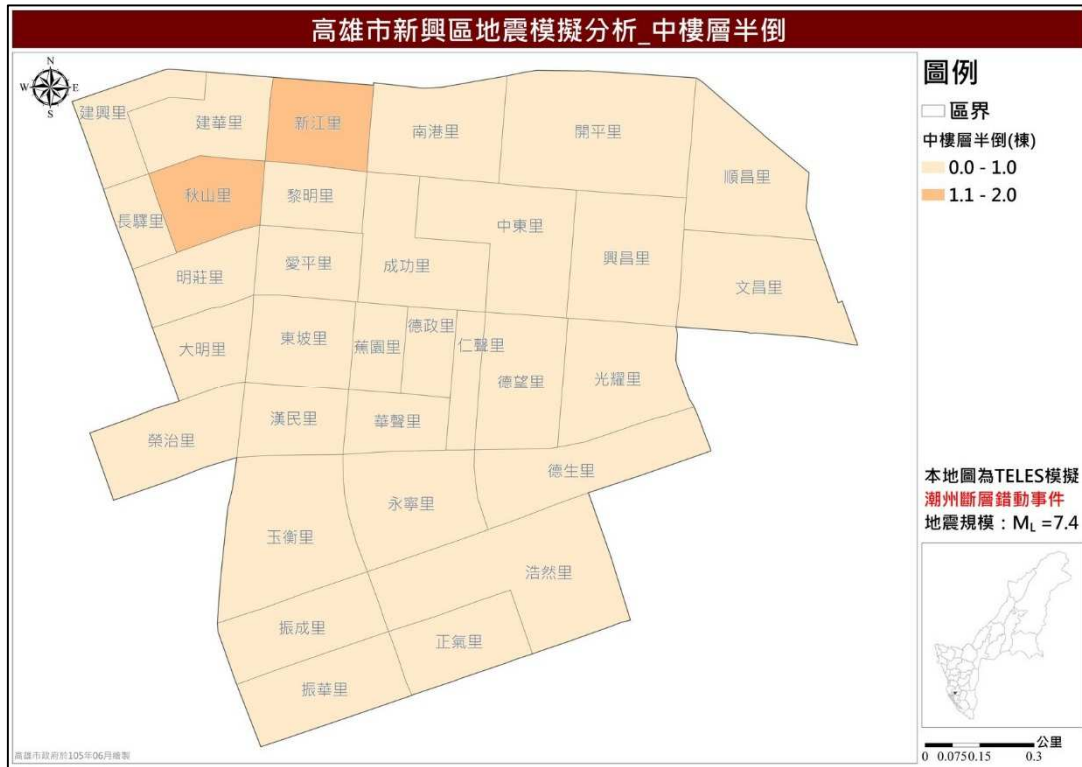 高雄市新興區地震模擬分析_中樓層半倒
N
W
E
S
圖例
區界
中樓層半倒(棟)
0.0 - 1.0
1.1 - 2.0
建興里
建華里
新江里
南港里
開平里
順昌里
秋山里
長驛里
黎明里
中東里
興昌里
文昌里
明莊里
愛平里
成功里
大明里
東坡里
蕉園里
德政里
仁聲里
德望里
光耀里
榮治里
漢民里
華聲里
德生里
永寧里
玉衡里
浩然里
振成里
正氣里
振華里
本地圖為TELES模擬
潮州斷層錯動事件
地震規模：ML =7.4
公里
0 0.0750.15 0.3
高雄市政府於105年06月繪製